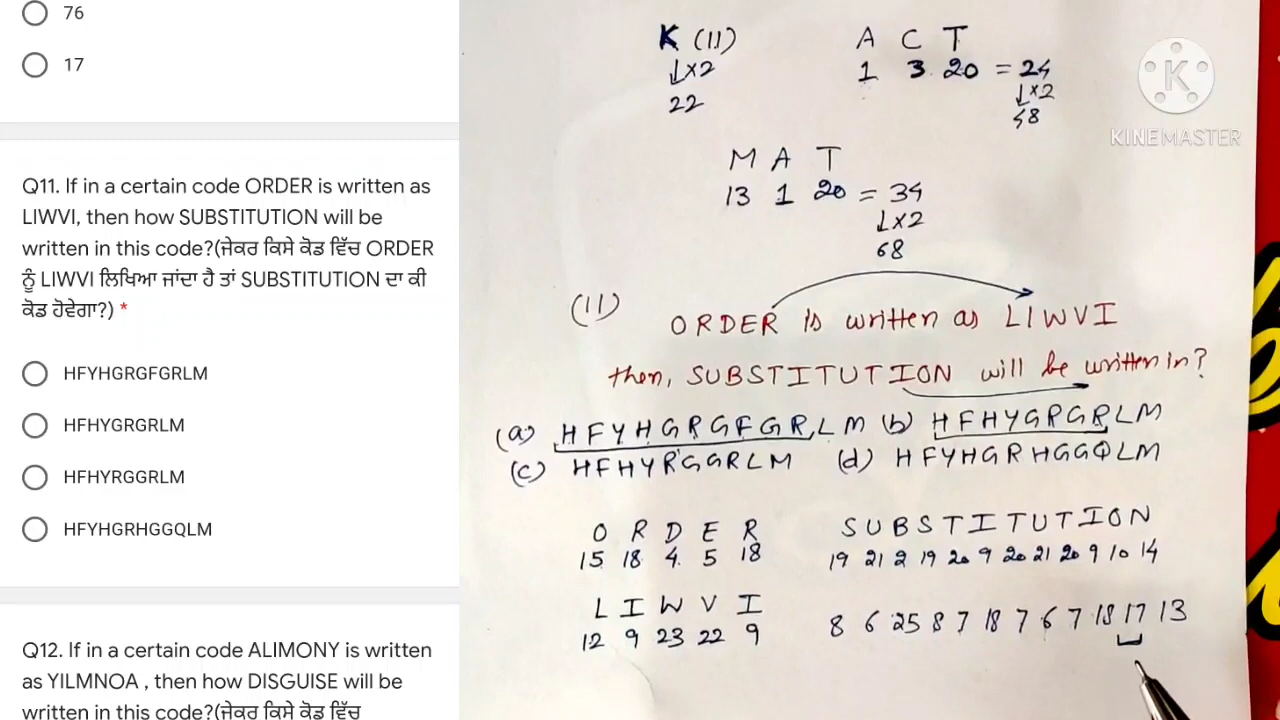 76
17
Q11. If in a certain code ORDER is written as
LIWVI, then how SUBSTITUTION will be
written in this code?(ਜੇਕਰ ਕਿਸੇ ਕੋਡ ਵਿੱਚ ORDER
ਨੂੰ LIWVI ਲਿਖਿਆ ਜਾਂਦਾ ਹੈ ਤਾਂ SUBSTITUTION ਦਾ ਕੀ
ਕੋਡ ਹੋਵੇਗਾ?) *
HFYHGRGFGRLM
HFHYGRGRLM
HFHYRGGRLM
HFYHGRHGGQLM
Q12. If in a certain code ALIMONY is written
as YILMNOA , then how DISGUISE will be
written in this code?(ਜੇਕਰ ਕਿਸੇ ਕੋਡ ਵਿੱਚ
K (11) A C T
↓x2 1 3 20 = 24
22 ↓x2
48
K
KINEMASTER
M A T
13 1 20 = 34
↓x2
68
(11) ORDER is written as LIWVI
then, SUBSTITUTION will be written in?
(a) HFYHGRGFGRLM (b) HFHYGRGRLM
(c) HFHYRGGRLM (d) HFYHGRHGGQLM
O R D E R S U B S T I T U T I O N
15 18 4 5 18 19 21 2 19 20 9 20 21 20 9 10 14
L I W V I 8 6 25 8 7 18 7 6 7 18 17 13
12 9 23 22 9